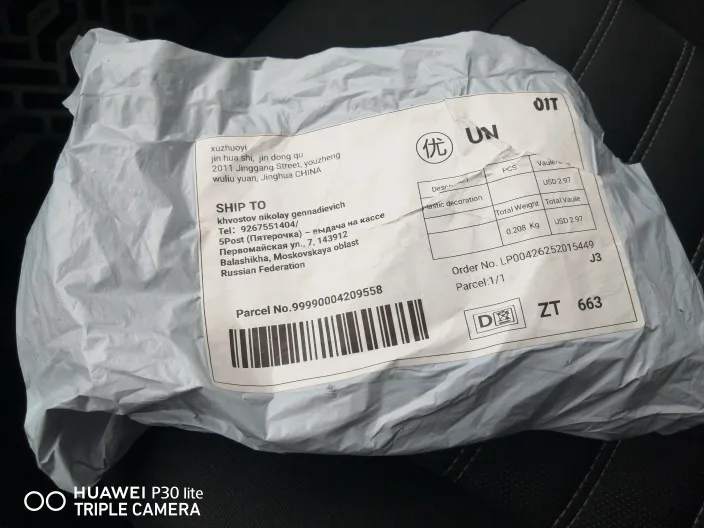 xuzhuoyi
jin hua shi, jin dong qu
2011 Jinggang Street, youzheng
wuliu yuan, Jinghua CHINA
SHIP TO
khvostov nikolay gennadievich
Tel: 9267551404/
5Post (Пятерочка) – выдача на кассе
Первомайская ул., 7, 143912
Balashikha, Moskovskaya oblast
Russian Federation
Parcel No.99990004209558
优 UN OIT
PCS
USD 2.97
lastic decoration
Total Weight Total Vaule
0.208 Kg USD 2.97
Order No. LP00426252015449
J3
Parcel:1/1
D
ZT 663
HUAWEI P30 lite
TRIPLE CAMERA